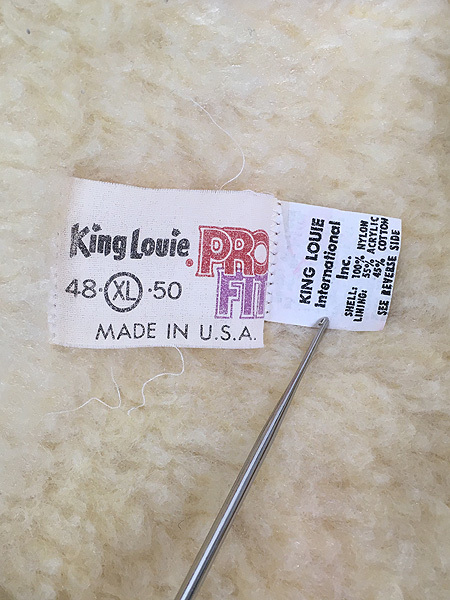 King Louie® PRO
FIT
48·XL·50
MADE IN U.S.A.
KING LOUIE
International
Inc.
SHELL: 100% NYLON
LINING: 55% ACRYLIC
45% COTTON
SEE REVERSE SIDE